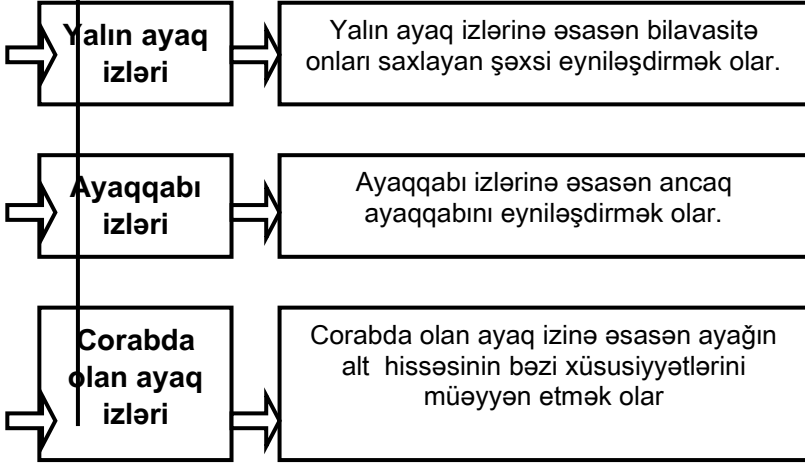 Yalın ayaq
izləri
Yalın ayaq izlərinə əsasən bilavasitə
onları saxlayan şəxsi eyniləşdirmək olar.
Ayaqqabı
izləri
Ayaqqabı izlərinə əsasən ancaq
ayaqqabını eyniləşdirmək olar.
Corabda
olan ayaq
izləri
Corabda olan ayaq izinə əsasən ayağın
alt hissəsinin bəzi xüsusiyyətlərini
müəyyən etmək olar